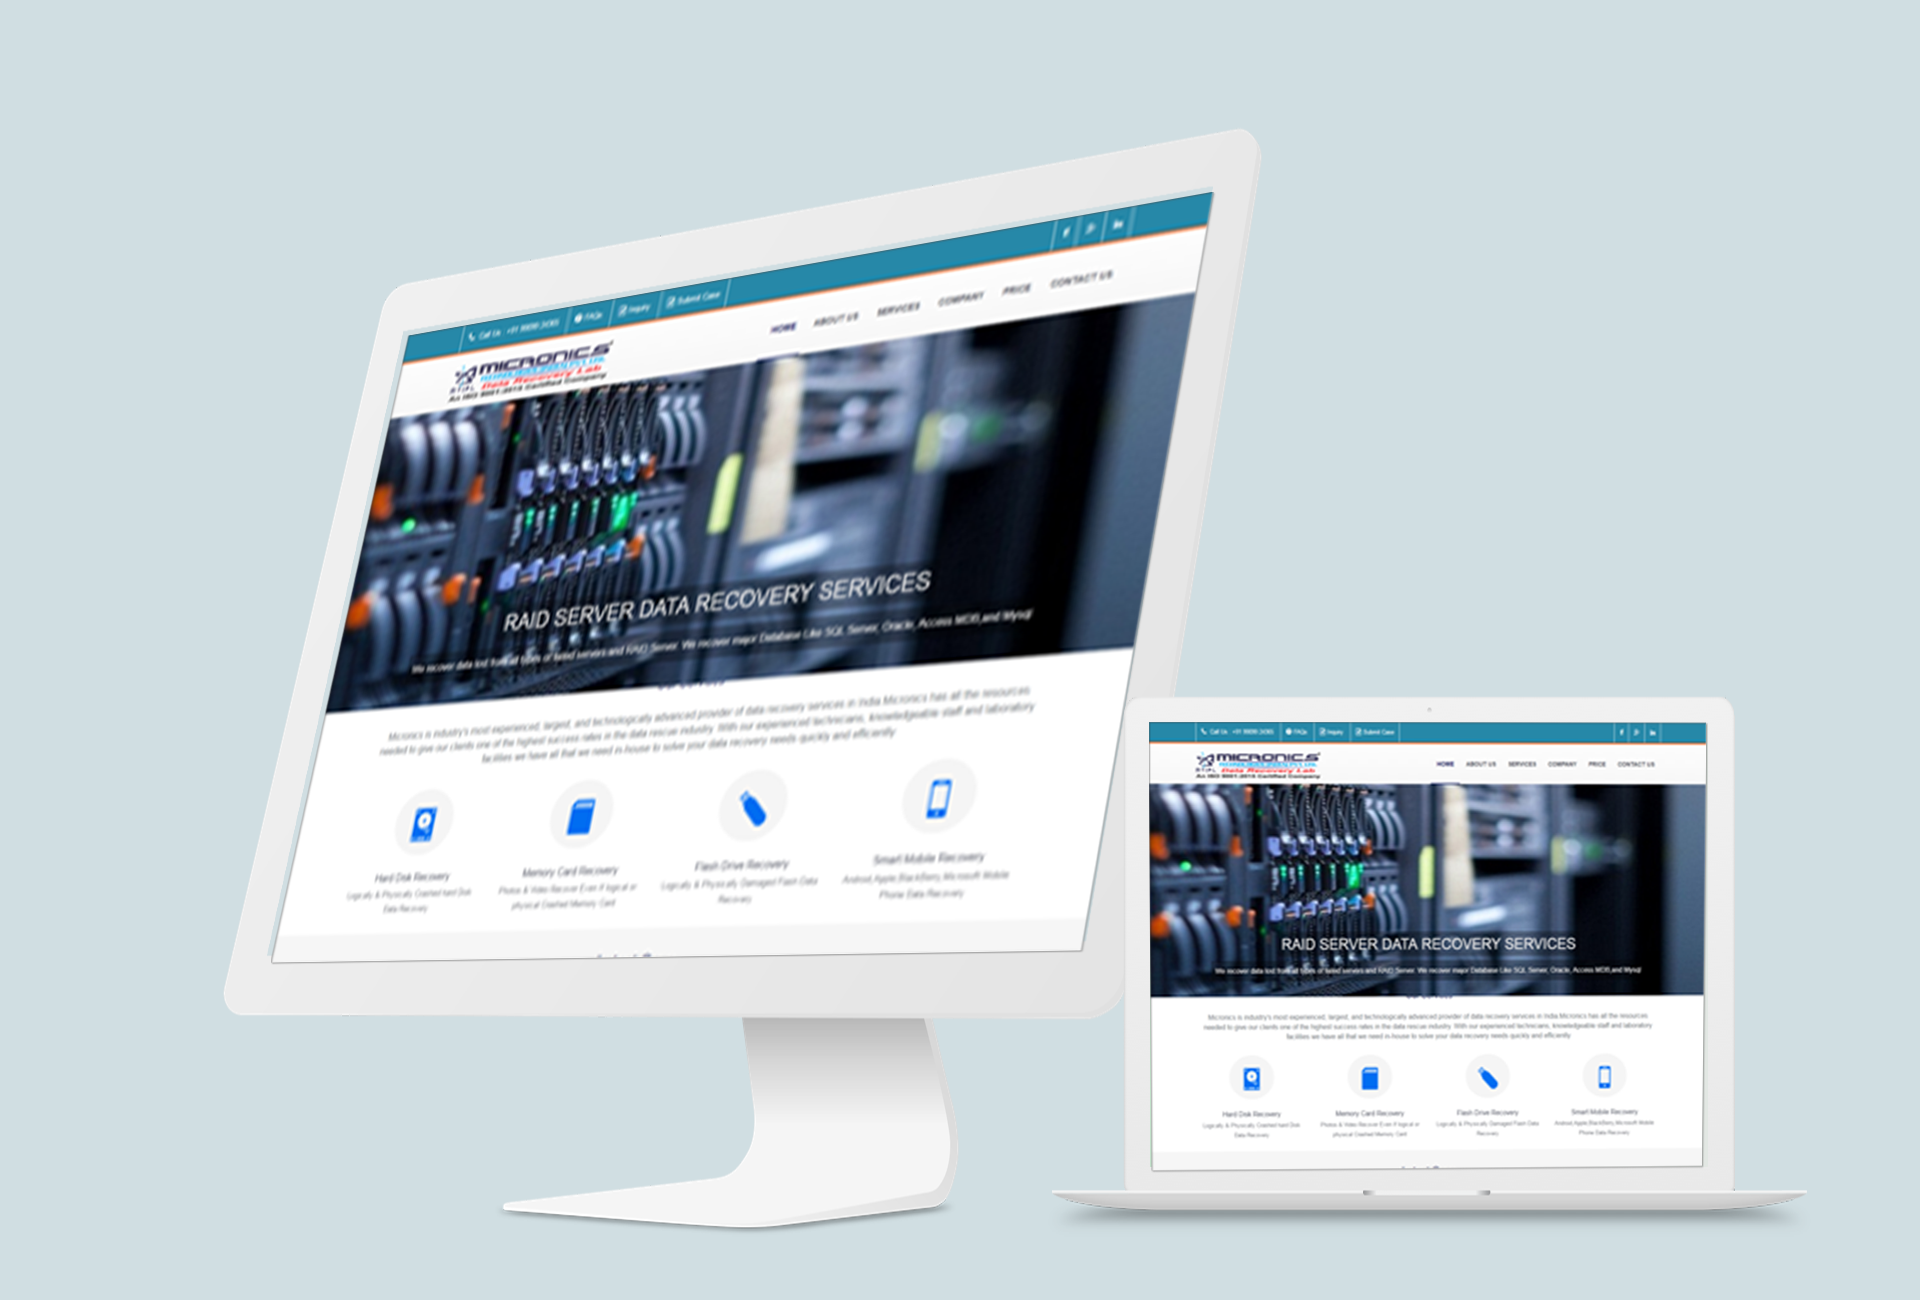 Call Us
FAQs
Inquiry
Submit Case
MICRONICS
Data Recovery Lab
An ISO 9001:2015 Certified Company
HOME ABOUT US SERVICES COMPANY PRICE CONTACT US
RAID SERVER DATA RECOVERY SERVICES
We recover data lost from all types of failed servers and RAID Server. We recover major Database Like SQL Server, Oracle, Access MDB,and Mysql
Micronics is industry's most experienced, largest, and technologically advanced provider of data recovery services in India Micronics has all the resources
needed to give our clients one of the highest success rates in the data rescue industry. With our experienced technicians, knowledgeable staff and laboratory
facilities we have all that we need in-house to solve your data recovery needs quickly and efficiently
Hard Disk Recovery
Logically & Physically Crashed hard Disk
Data Recovery
Memory Card Recovery
Photos & Video Recover Even if logical or
physical Crashed Memory Card
Flash Drive Recovery
Logically & Physically Damaged Flash Data
Recovery
Smart Mobile Recovery
Android,Apple,BlackBerry,Microsoft Mobile
Phone Data Recovery
Call Us
FAQs
Inquiry
Submit Case
MICRONICS
Data Recovery Lab
An ISO 9001:2015 Certified Company
HOME ABOUT US SERVICES COMPANY PRICE CONTACT US
RAID SERVER DATA RECOVERY SERVICES
We recover data lost from all types of failed servers and RAID Server. We recover major Database Like SQL Server, Oracle, Access MDB,and Mysql
Micronics is industry's most experienced, largest, and technologically advanced provider of data recovery services in India Micronics has all the resources
needed to give our clients one of the highest success rates in the data rescue industry. With our experienced technicians, knowledgeable staff and laboratory
facilities we have all that we need in-house to solve your data recovery needs quickly and efficiently
Hard Disk Recovery
Logically & Physically Crashed hard Disk
Data Recovery
Memory Card Recovery
Photos & Video Recover Even if logical or
physical Crashed Memory Card
Flash Drive Recovery
Logically & Physically Damaged Flash Data
Recovery
Smart Mobile Recovery
Android,Apple,BlackBerry,Microsoft Mobile
Phone Data Recovery